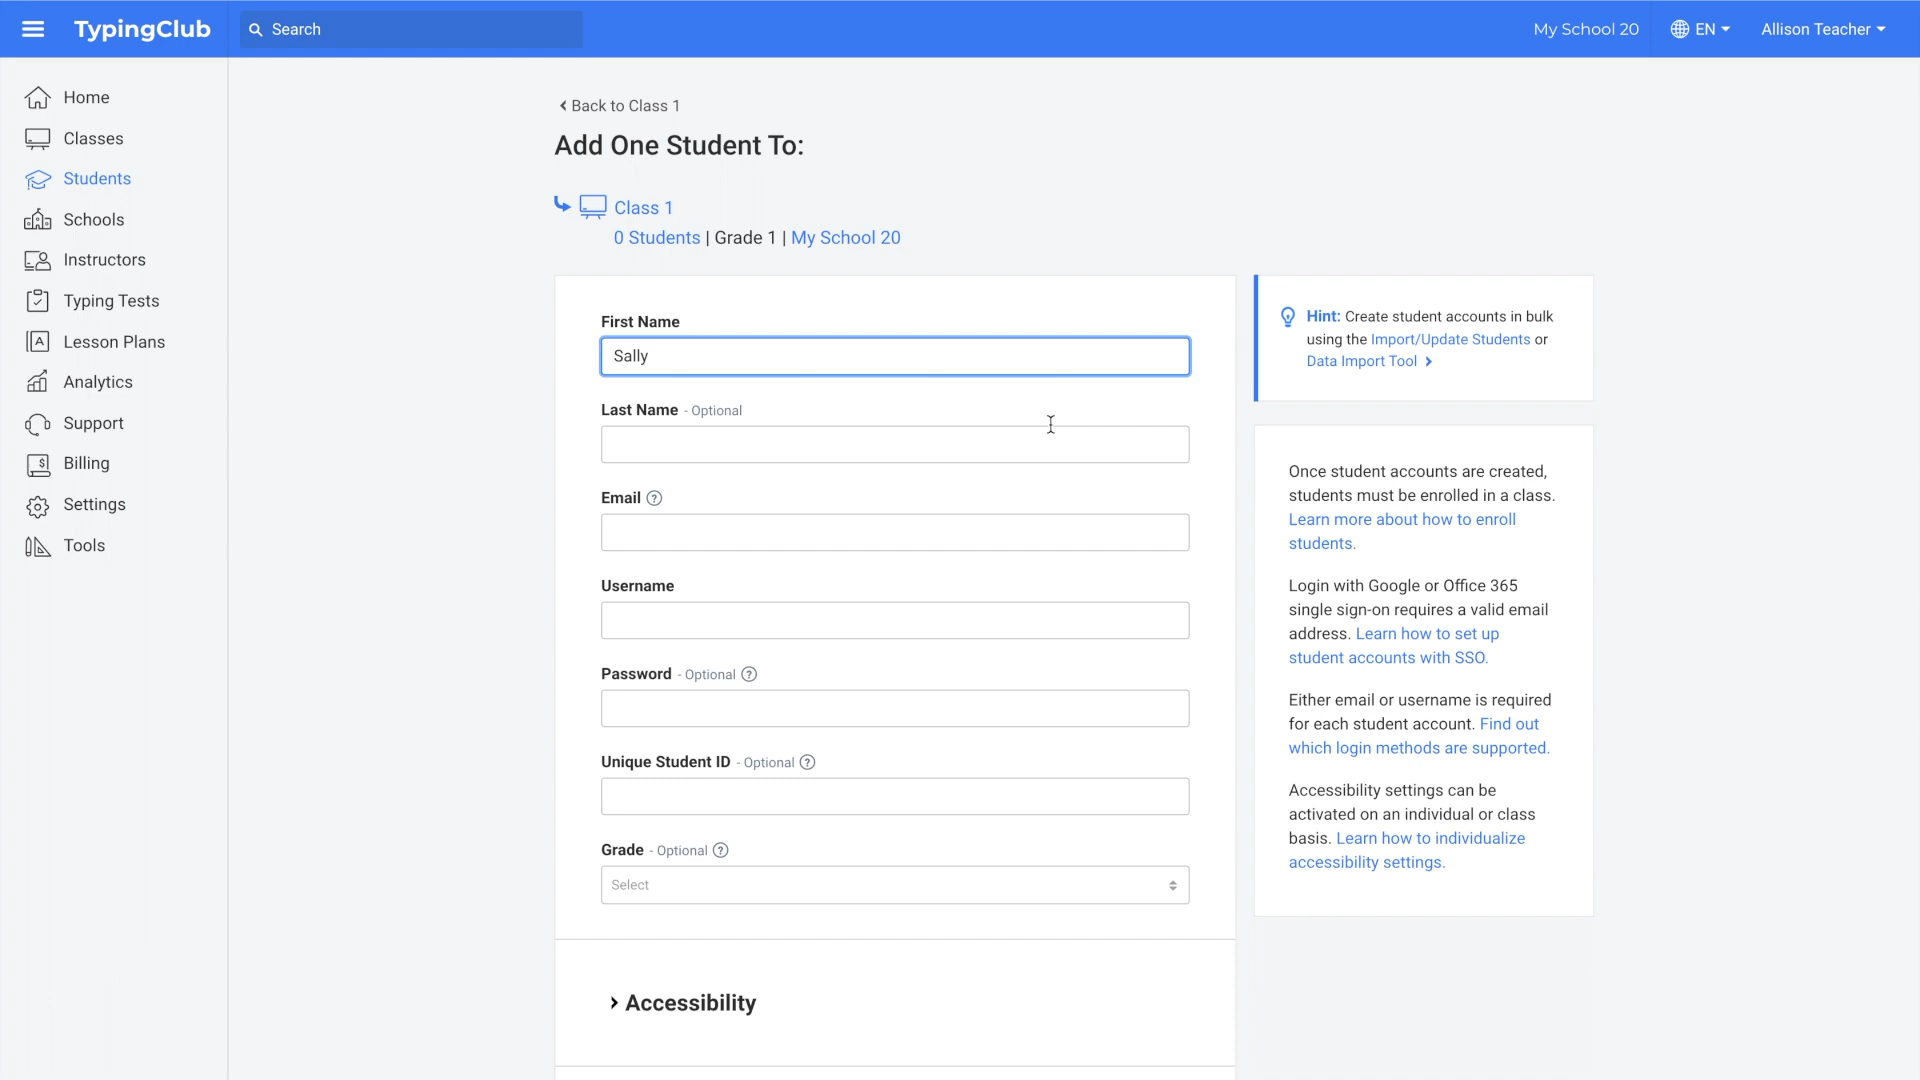 TypingClub
Search
My School 20
EN
Allison Teacher
Home
Classes
Students
Schools
Instructors
Typing Tests
Lesson Plans
Analytics
Support
Billing
Settings
Tools
Back to Class 1
Add One Student To:
Class 1
0 Students | Grade 1 | My School 20
First Name
Sally
Last Name - Optional
Email ?
Username
Password - Optional ?
Unique Student ID - Optional ?
Grade - Optional ?
Select
Accessibility
Hint: Create student accounts in bulk
using the Import/Update Students or
Data Import Tool
Once student accounts are created,
students must be enrolled in a class.
Learn more about how to enroll
students.
Login with Google or Office 365
single sign-on requires a valid email
address. Learn how to set up
student accounts with SSO.
Either email or username is required
for each student account. Find out
which login methods are supported.
Accessibility settings can be
activated on an individual or class
basis. Learn how to individualize
accessibility settings.